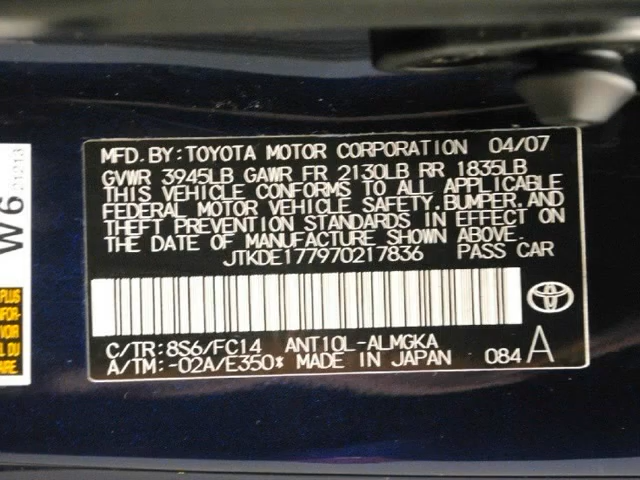 MFD. BY: TOYOTA MOTOR CORPORATION 04/07
GVWR 3945LB GAWR FR 2130LB RR 1835LB
THIS VEHICLE CONFORMS TO ALL APPLICABLE
FEDERAL MOTOR VEHICLE SAFETY, BUMPER, AND
THEFT PREVENTION STANDARDS IN EFFECT ON
THE DATE OF MANUFACTURE SHOWN ABOVE.
JTKDE177970217836 PASS CAR
C/TR: 8S6/FC14 ANT10L-ALMGKA
A/TM: -02A/E350* MADE IN JAPAN 084 A
W6
PLUS
VOIR
DU